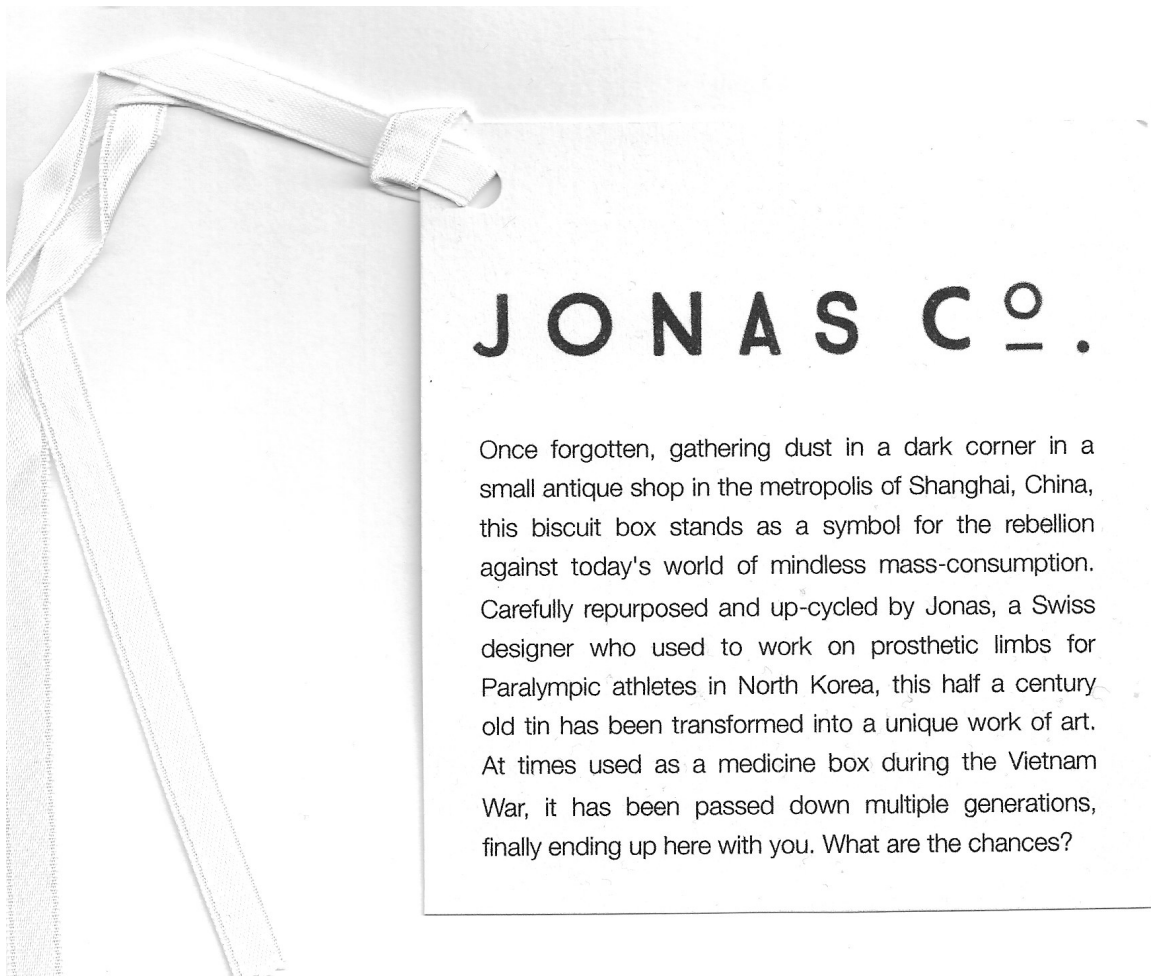 JONAS Cº.
Once forgotten, gathering dust in a dark corner in a
small antique shop in the metropolis of Shanghai, China,
this biscuit box stands as a symbol for the rebellion
against today's world of mindless mass-consumption.
Carefully repurposed and up-cycled by Jonas, a Swiss
designer who used to work on prosthetic limbs for
Paralympic athletes in North Korea, this half a century
old tin has been transformed into a unique work of art.
At times used as a medicine box during the Vietnam
War, it has been passed down multiple generations,
finally ending up here with you. What are the chances?